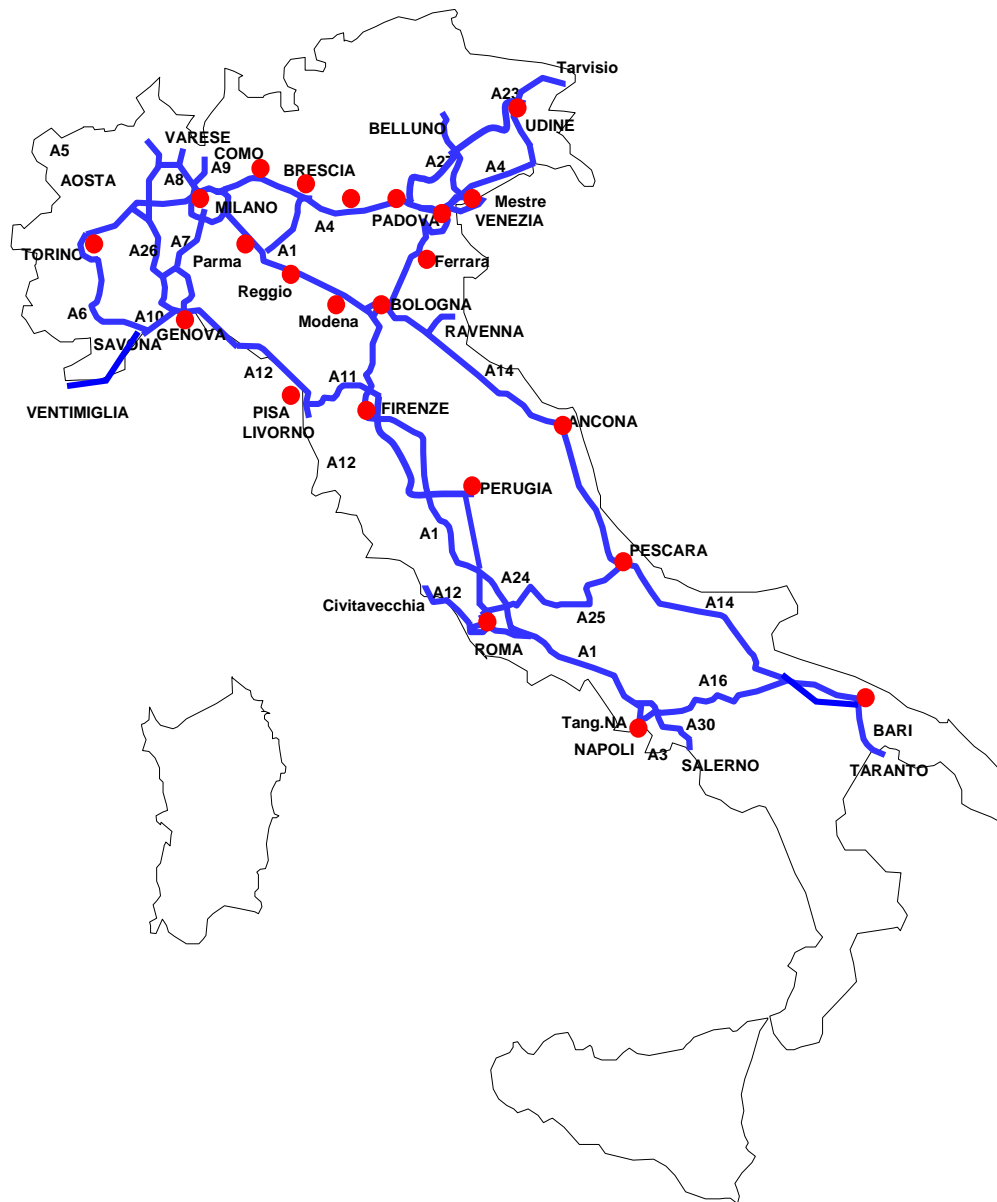 Tarvisio
A23
UDINE
BELLUNO
VARESE
COMO
A5
AOSTA
A8
A9
BRESCIA
A27
A4
MILANO
A4
PADOVA
Mestre
VENEZIA
TORINO
A26
A7
Parma
A1
Ferrara
Reggio
Modena
BOLOGNA
RAVENNA
A6
A10
GENOVA
SAVONA
A12
A11
A14
VENTIMIGLIA
PISA
LIVORNO
FIRENZE
ANCONA
A12
PERUGIA
A1
PESCARA
A24
A12
Civitavecchia
A25
A14
ROMA
A1
A16
Tang.NA
NAPOLI
A30
A3
SALERNO
BARI
TARANTO